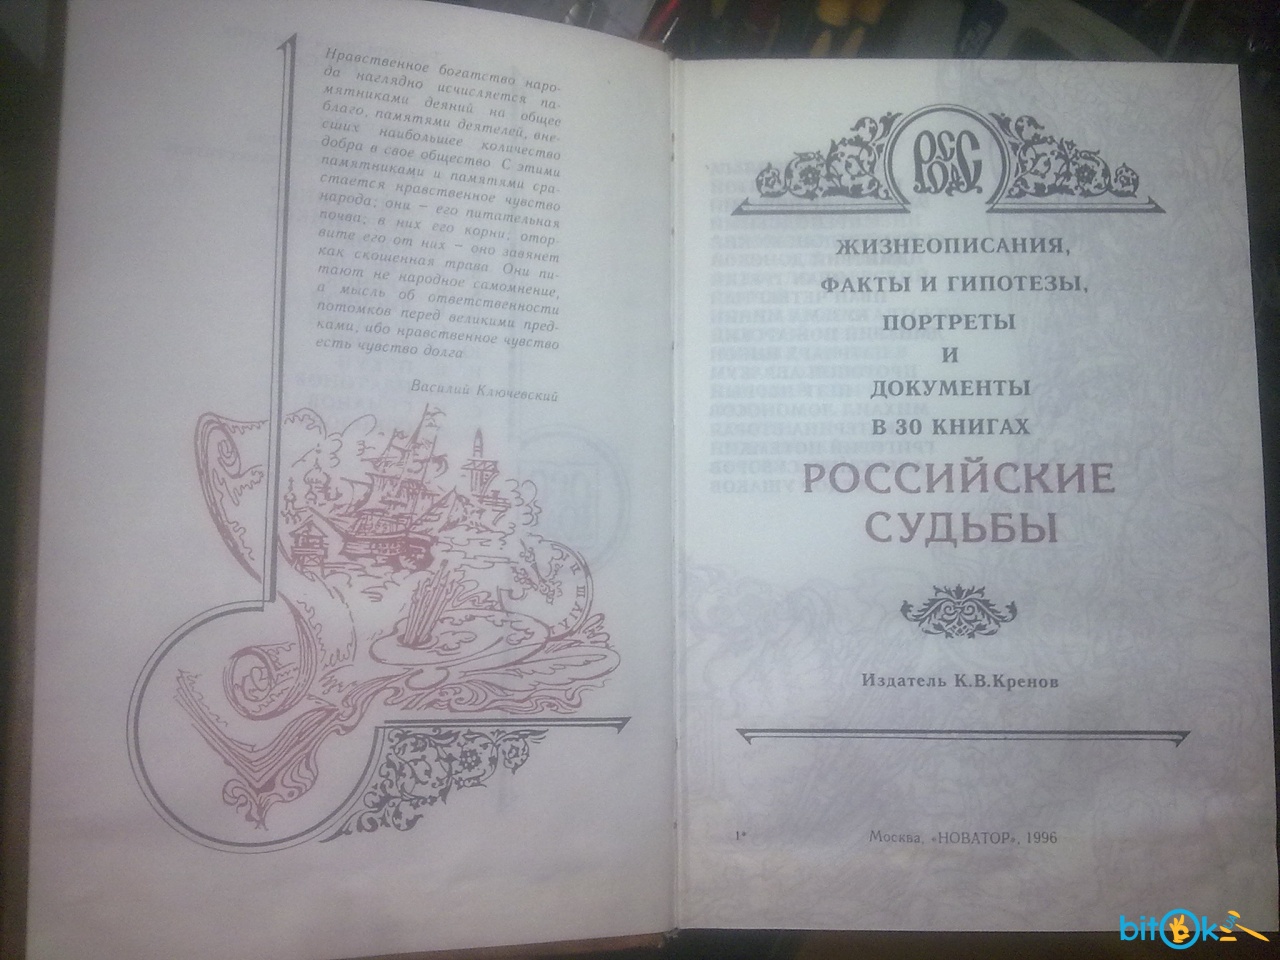 Нравственное богатство наро-
да наглядно исчисляется па-
мятниками деяний на общее
благо, памятями деятелей, вне-
сших наибольшее количество
добра в свое общество. С этими
памятниками и памятями сра-
стается нравственное чувство
народа; они – его питательная
почва; в них его корни; отор-
вите его от них – оно завянет
как скошенная трава. Они пи-
тают не народное самомнение,
а мысль об ответственности
потомков перед великими пред-
ками, ибо нравственное чувство
есть чувство долга.
Василий Ключевский
ЖИЗНЕОПИСАНИЯ,
ФАКТЫ И ГИПОТЕЗЫ,
ПОРТРЕТЫ
И
ДОКУМЕНТЫ
В 30 КНИГАХ
РОССИЙСКИЕ
СУДЬБЫ
Издатель К.В.Кренов
1*
Москва, «НОВАТОР», 1996
bitOk